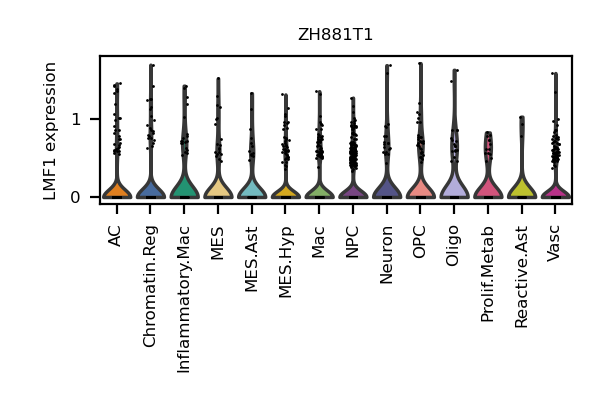 ZH881T1
LMF1 expression
1
0
AC
Chromatin.Reg
Inflammatory.Mac
MES
MES.Ast
MES.Hyp
Mac
NPC
Neuron
OPC
Oligo
Prolif.Metab
Reactive.Ast
Vasc